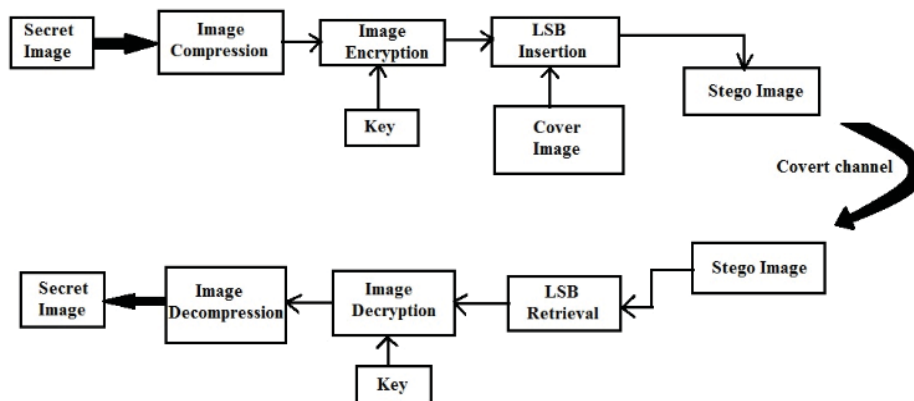 Secret
Image
Image
Compression
Image
Encryption
LSB
Insertion
Stego Image
Key
Cover
Image
Covert channel
Stego Image
Secret
Image
Image
Decompression
Image
Decryption
LSB
Retrieval
Key